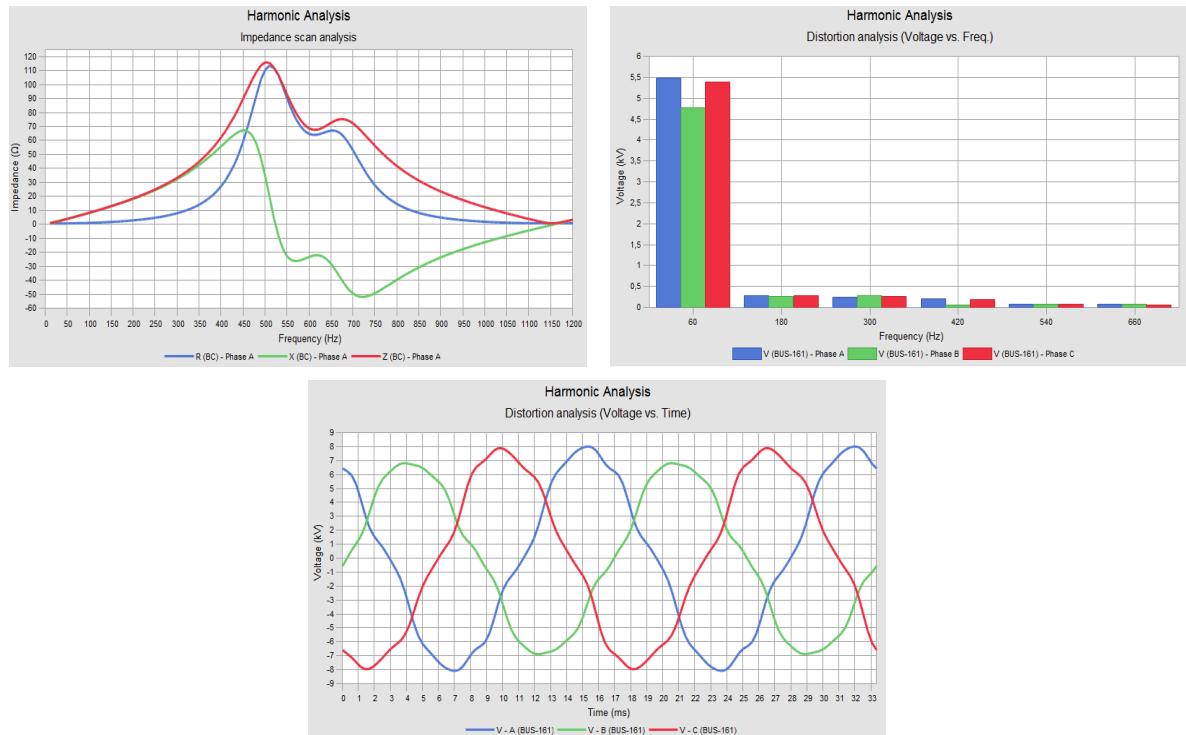 Harmonic Analysis
Impedance scan analysis
Impedance (Ω)
120
110
100
90
80
70
60
50
40
30
20
10
0
-10
-20
-30
-40
-50
-60
0 50 100 150 200 250 300 350 400 450 500 550 600 650 700 750 800 850 900 950 1000 1050 1100 1150 1200
Frequency (Hz)
R (BC) - Phase A X (BC) - Phase A Z (BC) - Phase A
Harmonic Analysis
Distortion analysis (Voltage vs. Freq.)
Voltage (kV)
6
5,5
5
4,5
4
3,5
3
2,5
2
1,5
1
0,5
0
60 180 300 420 540 660
Frequency (Hz)
V (BUS-161) - Phase A V (BUS-161) - Phase B V (BUS-161) - Phase C
Harmonic Analysis
Distortion analysis (Voltage vs. Time)
Voltage (kV)
9
8
7
6
5
4
3
2
1
0
-1
-2
-3
-4
-5
-6
-7
-8
-9
0 1 2 3 4 5 6 7 8 9 10 11 12 13 14 15 16 17 18 19 20 21 22 23 24 25 26 27 28 29 30 31 32 33
Time (ms)
V - A (BUS-161) V - B (BUS-161) V - C (BUS-161)